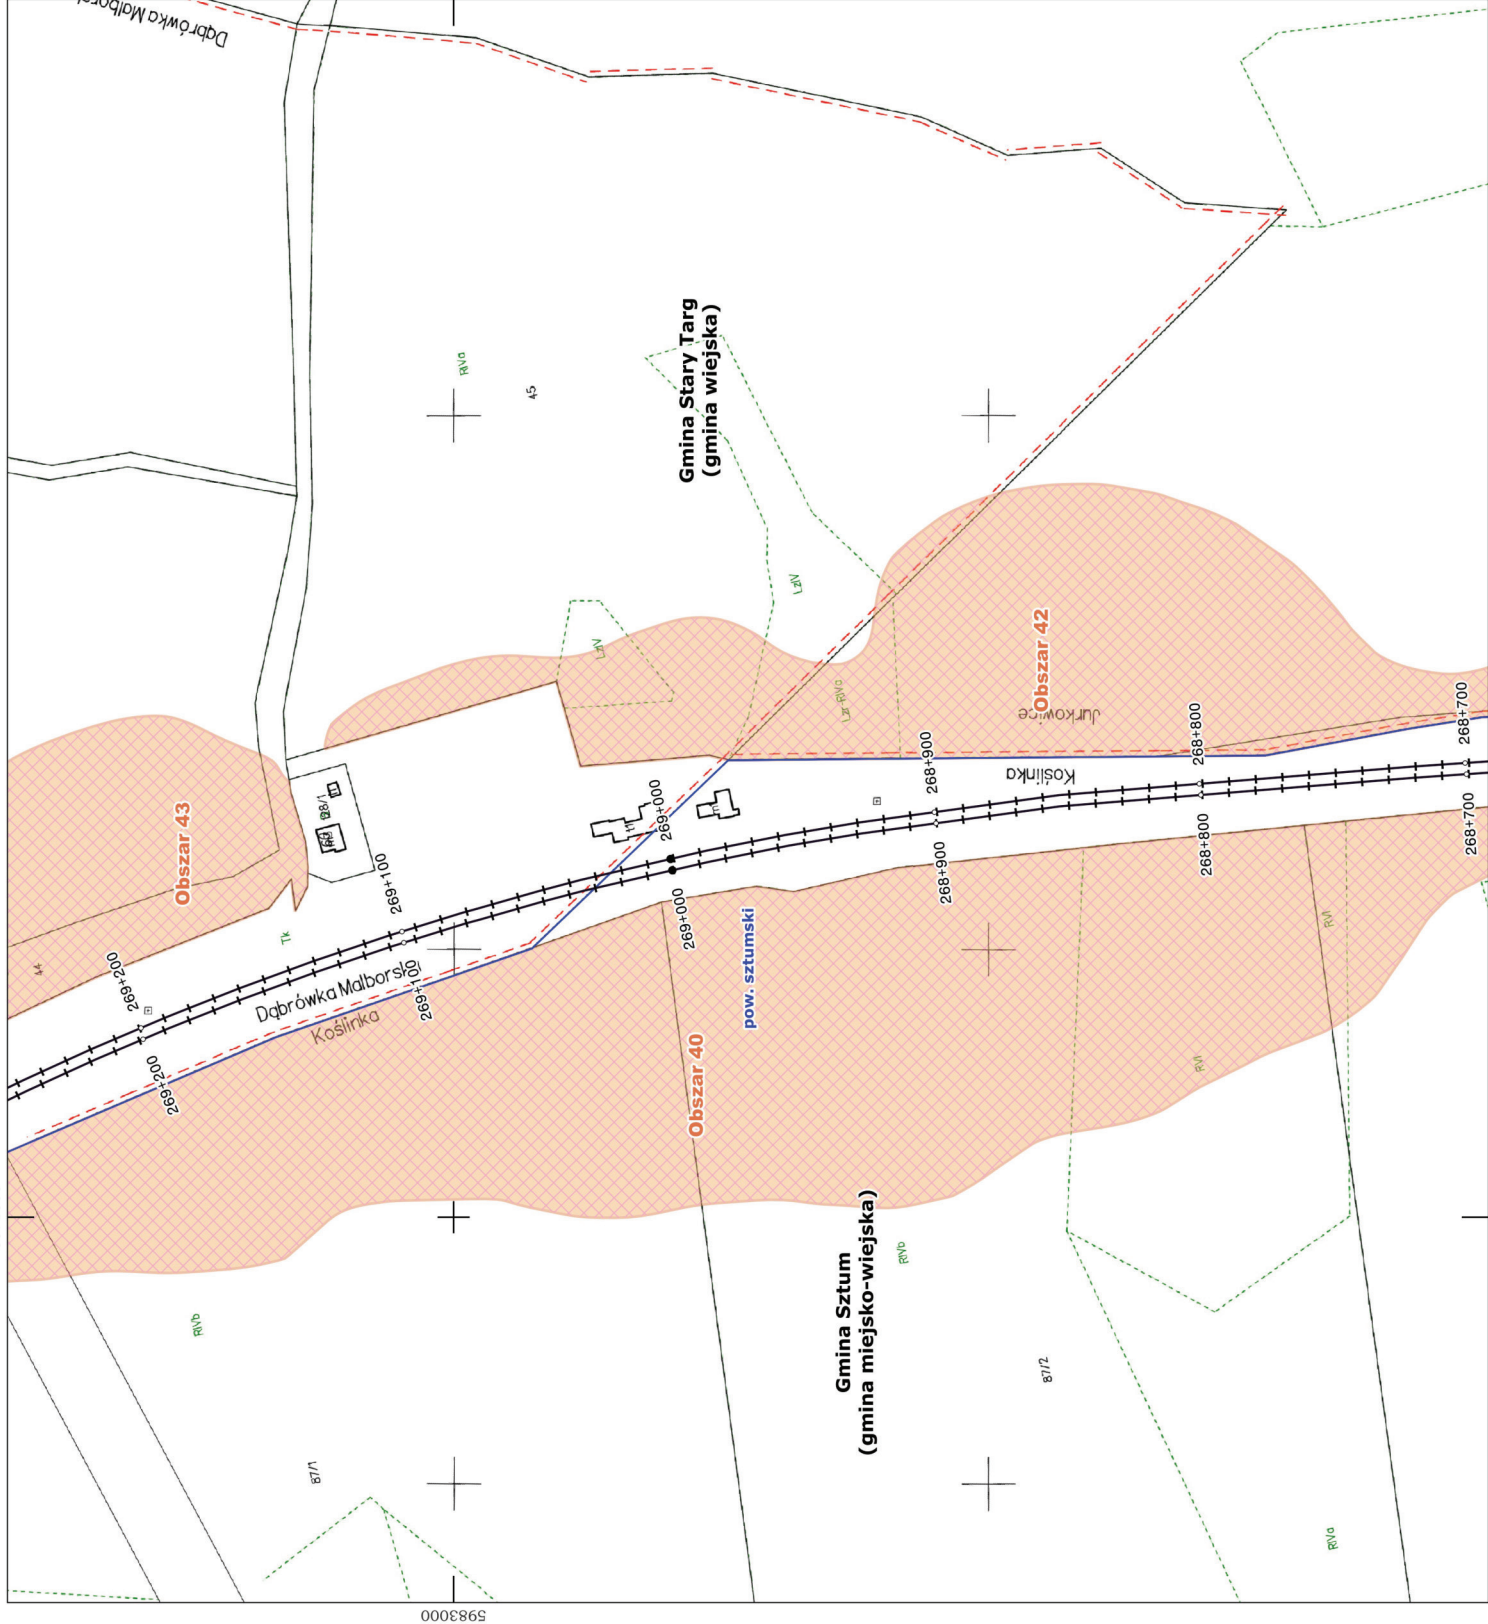 Dąbrówka Malbors
RIVa
45
Gmina Stary Targ
(gmina wiejska)
LzIV
LzIV
Lzr-RIVa
Obszar 42
Jurkowice
Koślinka
268+700
268+800
268+900
269+000
Obszar 43
28/1
269+100
Tk
44
269+200
m
268+700
268+800
268+900
269+000
269+100
269+200
Dąbrówka Malborska
Koślinka
pow. sztumski
Obszar 40
RVI
RVI
Gmina Sztum
(gmina miejsko-wiejska)
RIVb
RIVb
87/1
87/2
RIVa
5983000